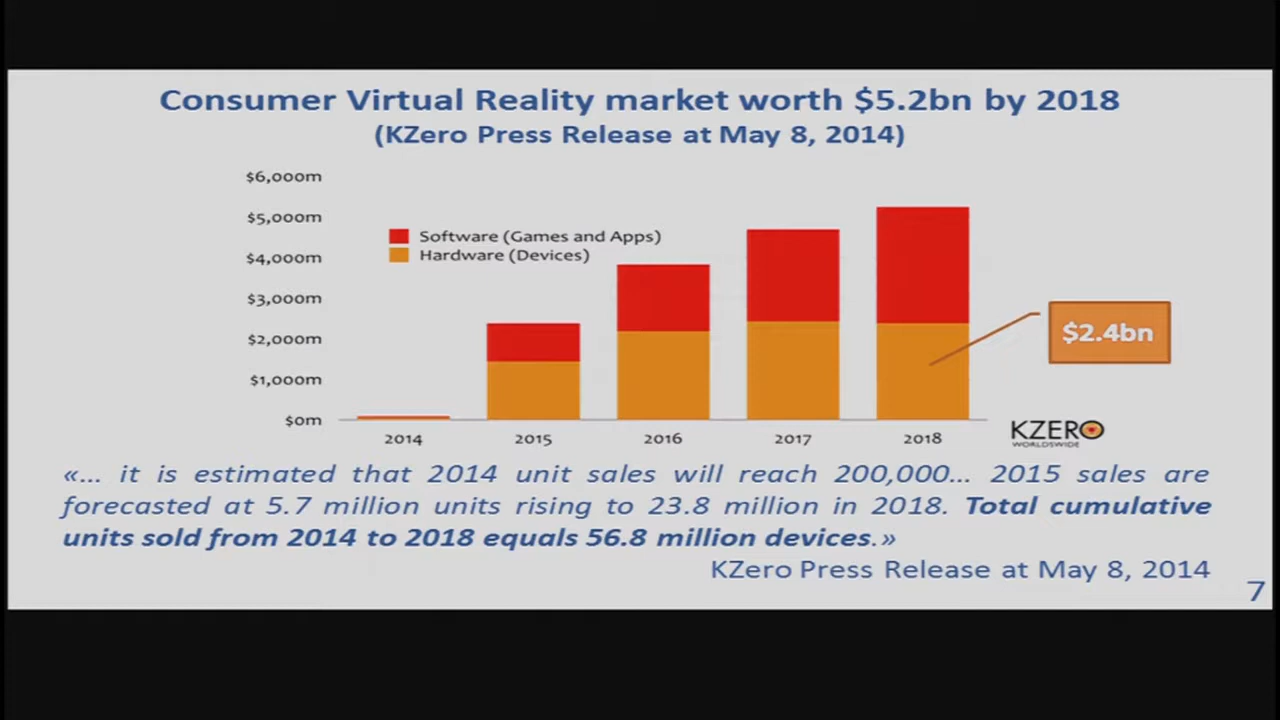 Consumer Virtual Reality market worth $5.2bn by 2018
(KZero Press Release at May 8, 2014)
$6,000m
$5,000m
$4,000m
$3,000m
$2,000m
$1,000m
$0m
Software (Games and Apps)
Hardware (Devices)
$2.4bn
2014
2015
2016
2017
2018
KZERO
WORLDSWIDE
«... it is estimated that 2014 unit sales will reach 200,000... 2015 sales are
forecasted at 5.7 million units rising to 23.8 million in 2018. Total cumulative
units sold from 2014 to 2018 equals 56.8 million devices.»
KZero Press Release at May 8, 2014
7